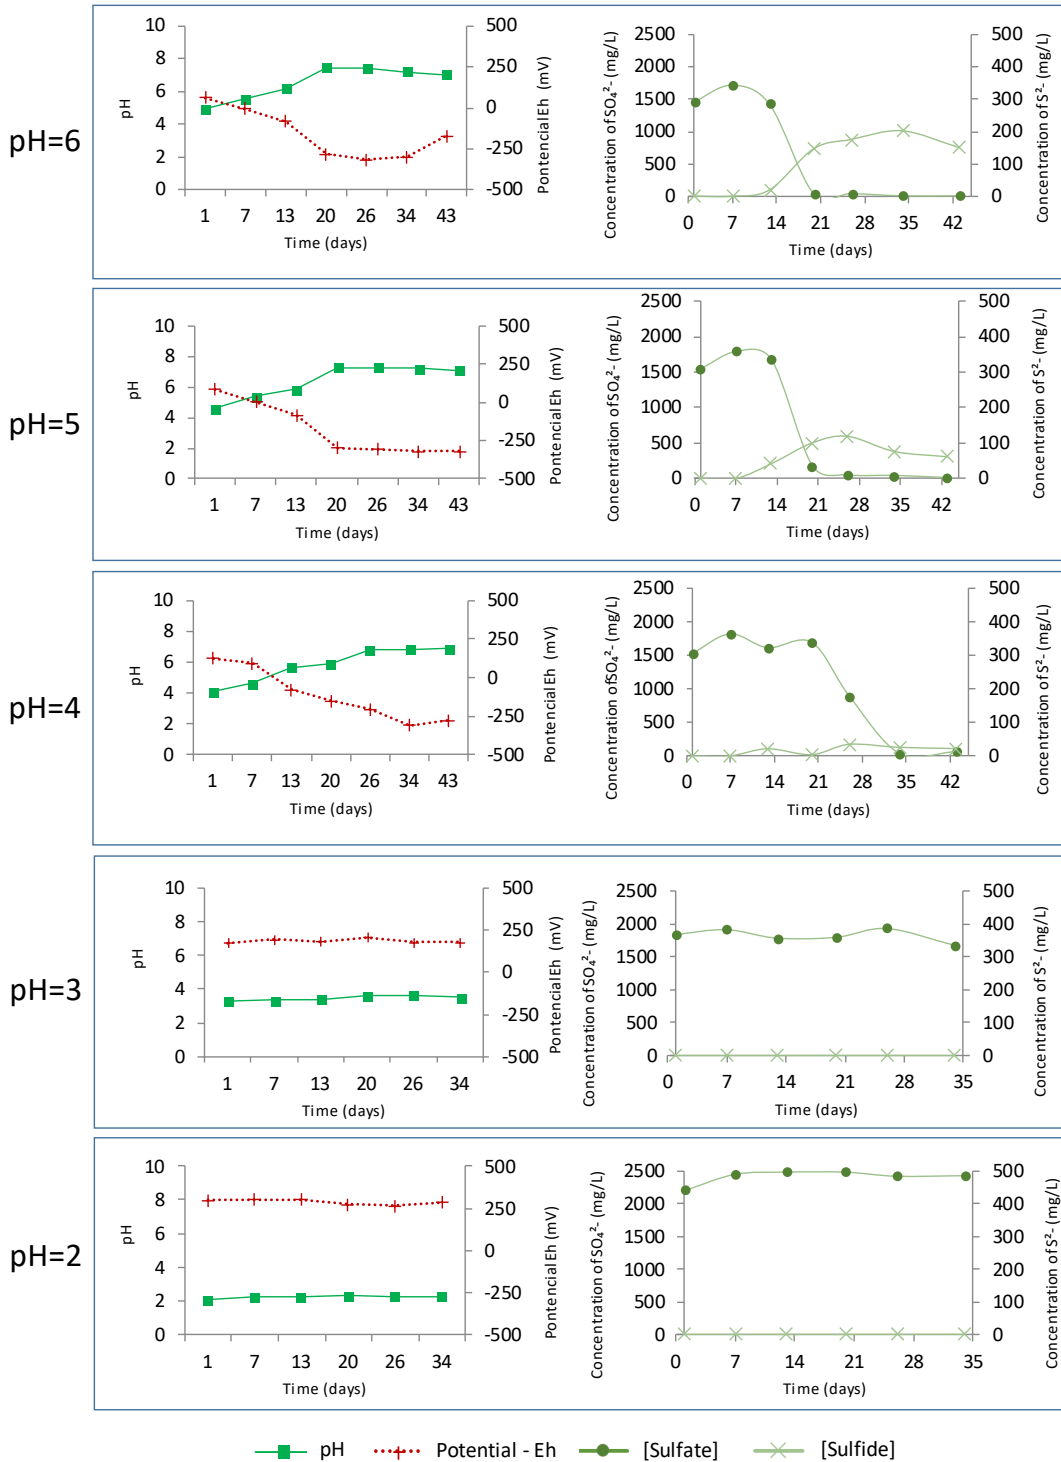 pH=6
10
8
6
4
2
0
pH
500
250
0
-250
-500
Pontencial Eh (mV)
1 7 13 20 26 34 43
Time (days)
Concentration of SO₄²- (mg/L)
2500
2000
1500
1000
500
0
500
400
300
200
100
0
Concentration of S²- (mg/L)
0 7 14 21 28 35 42
Time (days)
pH=5
10
8
6
4
2
0
pH
500
250
0
-250
-500
Pontencial Eh (mV)
1 7 13 20 26 34 43
Time (days)
Concentration of SO₄²- (mg/L)
2500
2000
1500
1000
500
0
500
400
300
200
100
0
Concentration of S²- (mg/L)
0 7 14 21 28 35 42
Time (days)
pH=4
10
8
6
4
2
0
pH
500
250
0
-250
-500
Pontencial Eh (mV)
1 7 13 20 26 34 43
Time (days)
Concentration of SO₄²- (mg/L)
2500
2000
1500
1000
500
0
500
400
300
200
100
0
Concentration of S²- (mg/L)
0 7 14 21 28 35 42
Time (days)
pH=3
10
8
6
4
2
0
pH
500
250
0
-250
-500
Pontencial Eh (mV)
1 7 13 20 26 34
Time (days)
Concentration of SO₄²- (mg/L)
2500
2000
1500
1000
500
0
500
400
300
200
100
0
Concentration of S²- (mg/L)
0 7 14 21 28 35
Time (days)
pH=2
10
8
6
4
2
0
pH
500
250
0
-250
-500
Pontencial Eh (mV)
1 7 13 20 26 34
Time (days)
Concentration of SO₄²- (mg/L)
2500
2000
1500
1000
500
0
500
400
300
200
100
0
Concentration of S²- (mg/L)
0 7 14 21 28 35
Time (days)
pH Potential - Eh [Sulfate] [Sulfide]